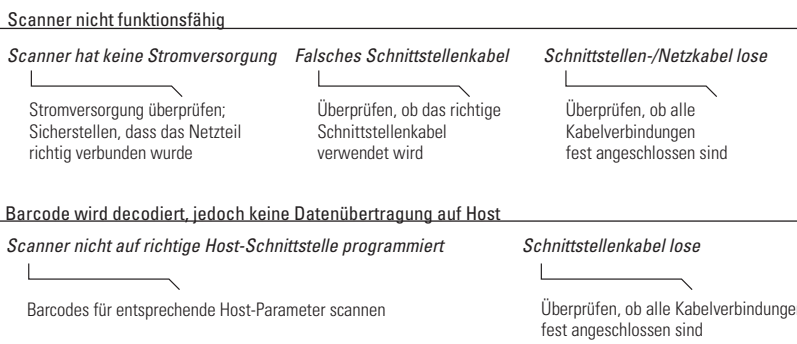 Scanner nicht funktionsfähig
Scanner hat keine Stromversorgung
Falsches Schnittstellenkabel
Schnittstellen-/Netzkabel lose
Stromversorgung überprüfen;
Sicherstellen, dass das Netzteil
richtig verbunden wurde
Überprüfen, ob das richtige
Schnittstellenkabel
verwendet wird
Überprüfen, ob alle
Kabelverbindungen
fest angeschlossen sind
Barcode wird decodiert, jedoch keine Datenübertragung auf Host
Scanner nicht auf richtige Host-Schnittstelle programmiert
Schnittstellenkabel lose
Barcodes für entsprechende Host-Parameter scannen
Überprüfen, ob alle Kabelverbindunge
fest angeschlossen sind